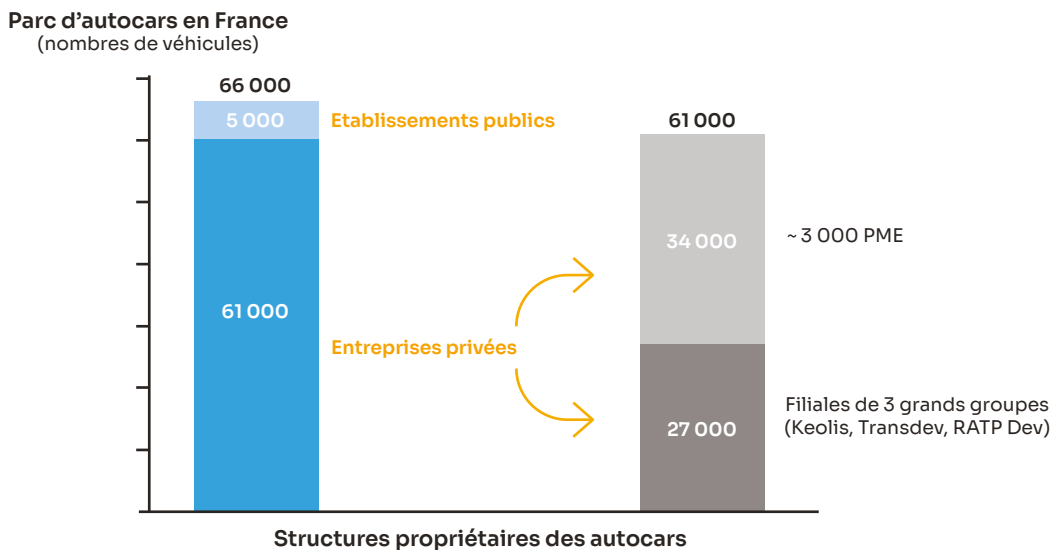 Parc d'autocars en France
(nombres de véhicules)
66 000
5 000
Etablissements publics
61 000
34 000
~ 3 000 PME
61 000
Entreprises privées
Filiales de 3 grands groupes
(Keolis, Transdev, RATP Dev)
27 000
Structures propriétaires des autocars